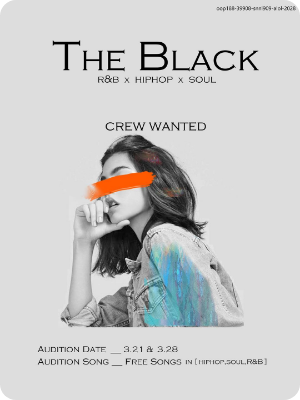 The Black
R&B x HIPHOP x SOUL
CREW WANTED
Audition Date __ 3.21 & 3.28
Audition Song __ Free Songs in [HIPHOP,SOUL,R&B]